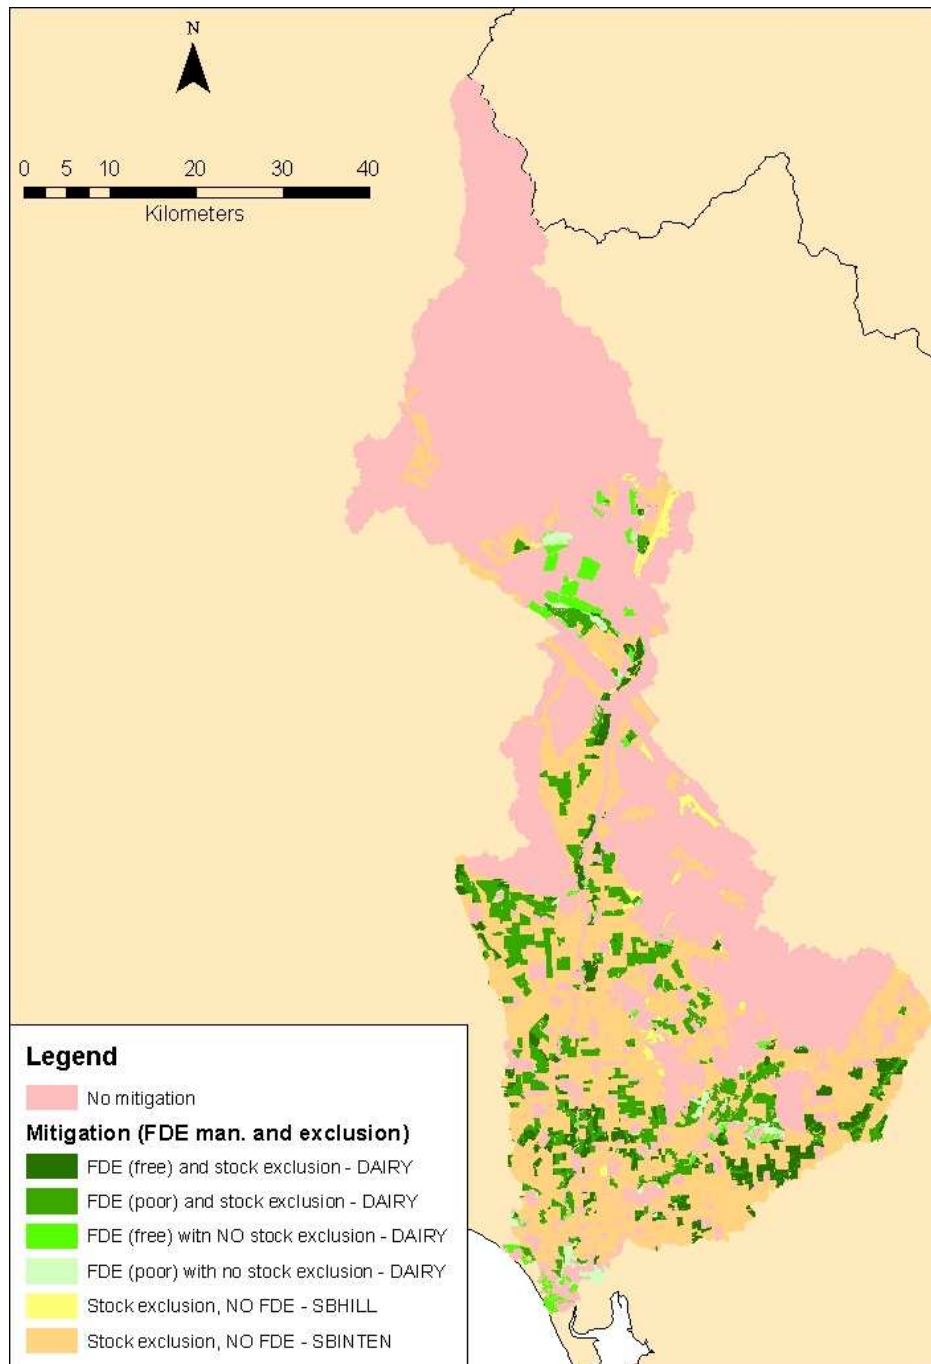 N
0 5 10 20 30 40
Kilometers
Legend
No mitigation
Mitigation (FDE man. and exclusion)
FDE (free) and stock exclusion - DAIRY
FDE (poor) and stock exclusion - DAIRY
FDE (free) with NO stock exclusion - DAIRY
FDE (poor) with no stock exclusion - DAIRY
Stock exclusion, NO FDE - SBHILL
Stock exclusion, NO FDE - SBINTEN